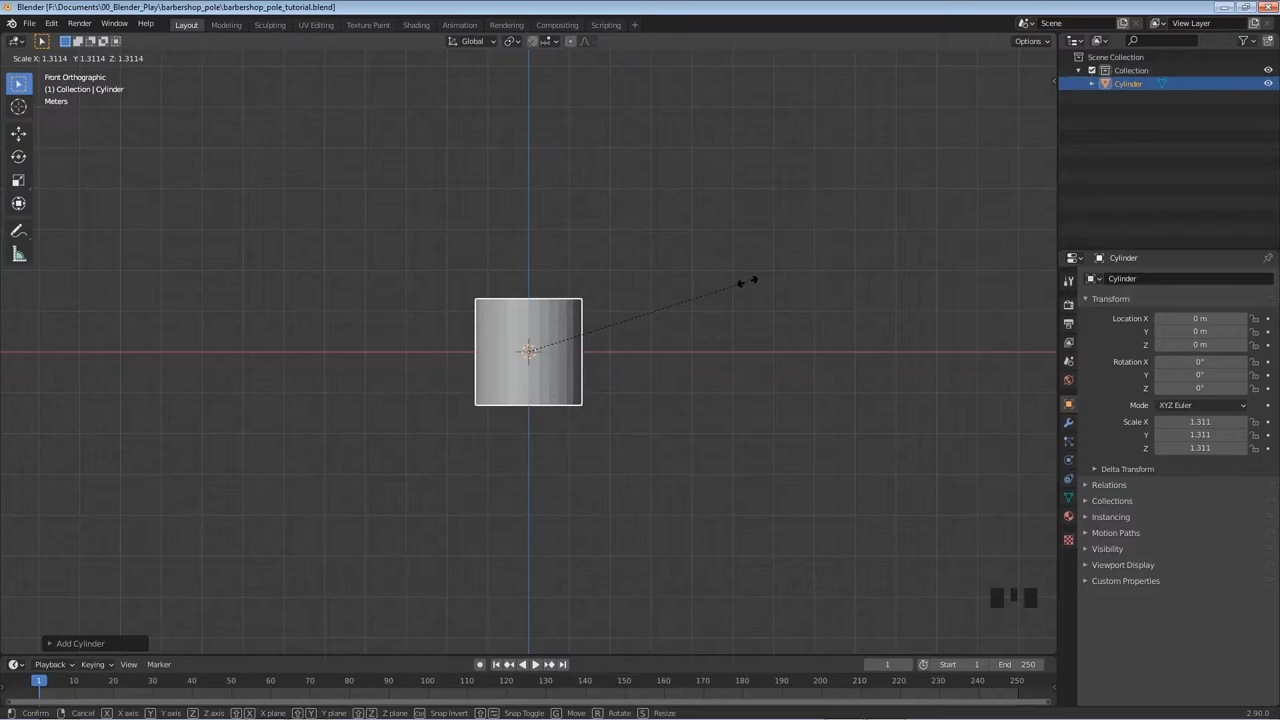 Blender [F:\Documents\00_Blender_Play\barbershop_pole\barbershop_pole_tutorial.blend]
File Edit Render Window Help Layout Modeling Sculpting UV Editing Texture Paint Shading Animation Rendering Compositing Scripting Scene View Layer
Global Options
Scale X: 1.3114 Y: 1.3114 Z: 1.3114
Front Orthographic
(1) Collection | Cylinder
Meters
Scene Collection
Collection
Cylinder
Cylinder
Cylinder
Transform
Location X 0 m
Y 0 m
Z 0 m
Rotation X 0°
Y 0°
Z 0°
Mode XYZ Euler
Scale X 1.311
Y 1.311
Z 1.311
Delta Transform
Relations
Collections
Instancing
Motion Paths
Visibility
Viewport Display
Custom Properties
Add Cylinder
Playback Keying View Marker 1 Start 1 End 250
1 10 20 30 40 50 60 70 80 90 100 110 120 130 140 150 160 170 180 190 200 210 220 230 240 250
Confirm Cancel X X axis Y Y axis Z Z axis X X plane Y Y plane Z Z plane Snap Invert Snap Toggle G Move R Rotate S Resize 2.90.0